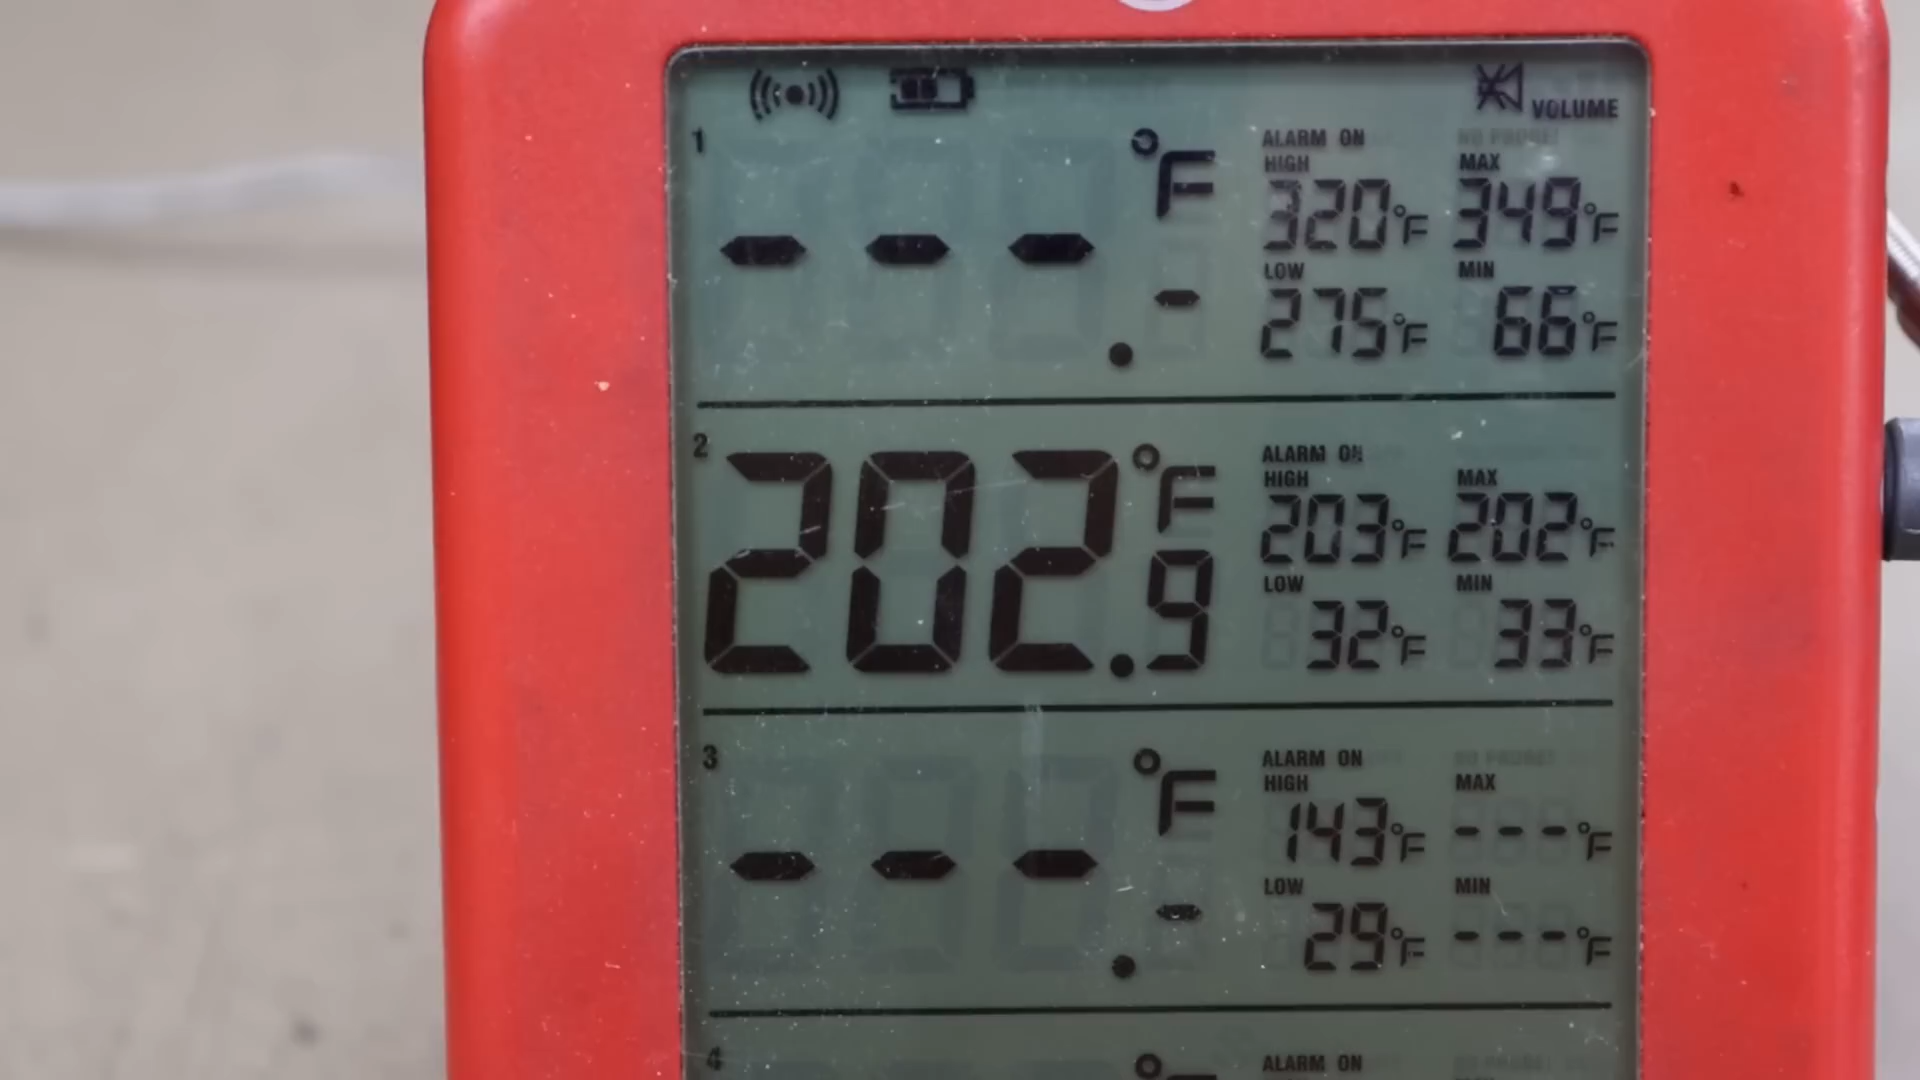 VOLUME
1 ---.- °F
ALARM ON
HIGH MAX
320°F 349°F
LOW MIN
275°F 66°F
2 202.9 °F
ALARM ON
HIGH MAX
203°F 202°F
LOW MIN
32°F 33°F
3 ---.- °F
ALARM ON
HIGH MAX
143°F ---°F
LOW MIN
29°F ---°F
4 °F
ALARM ON